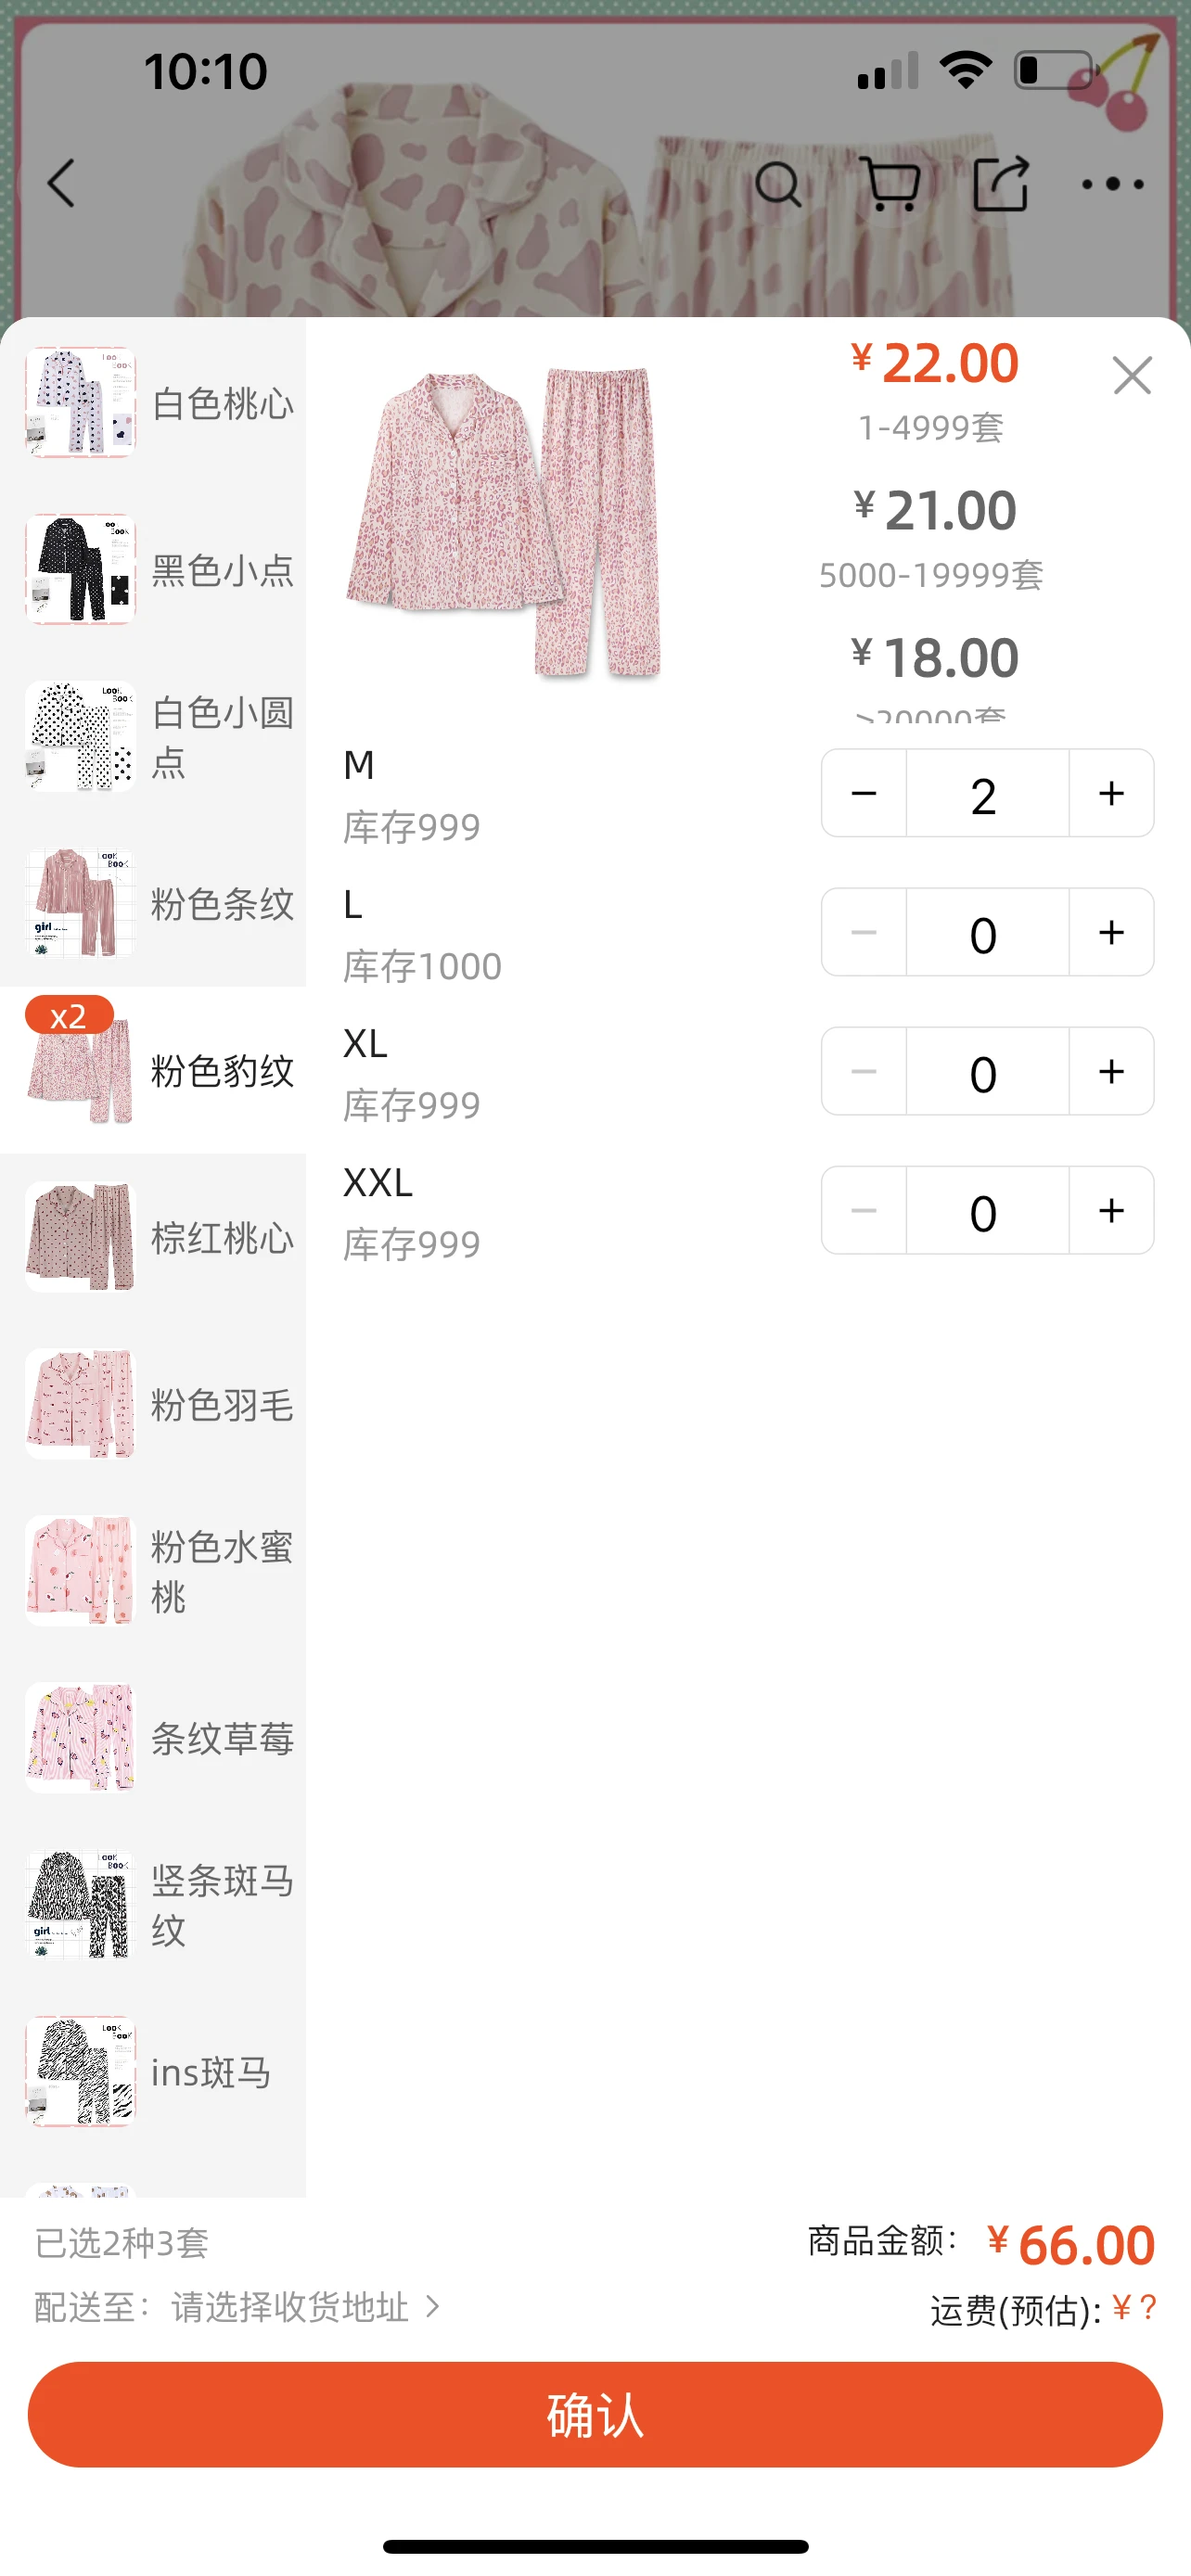 10:10
白色桃心
黑色小点
白色小圆
点
粉色条纹
x2
粉色豹纹
棕红桃心
粉色羽毛
粉色水蜜
桃
条纹草莓
竖条斑马
纹
ins斑马
¥22.00
1-4999套
¥21.00
5000-19999套
¥18.00
≥20000套
M
库存999
2
L
库存1000
0
XL
库存999
0
XXL
库存999
0
已选2种3套
商品金额： ¥66.00
配送至：请选择收货地址
运费(预估): ¥?
确认